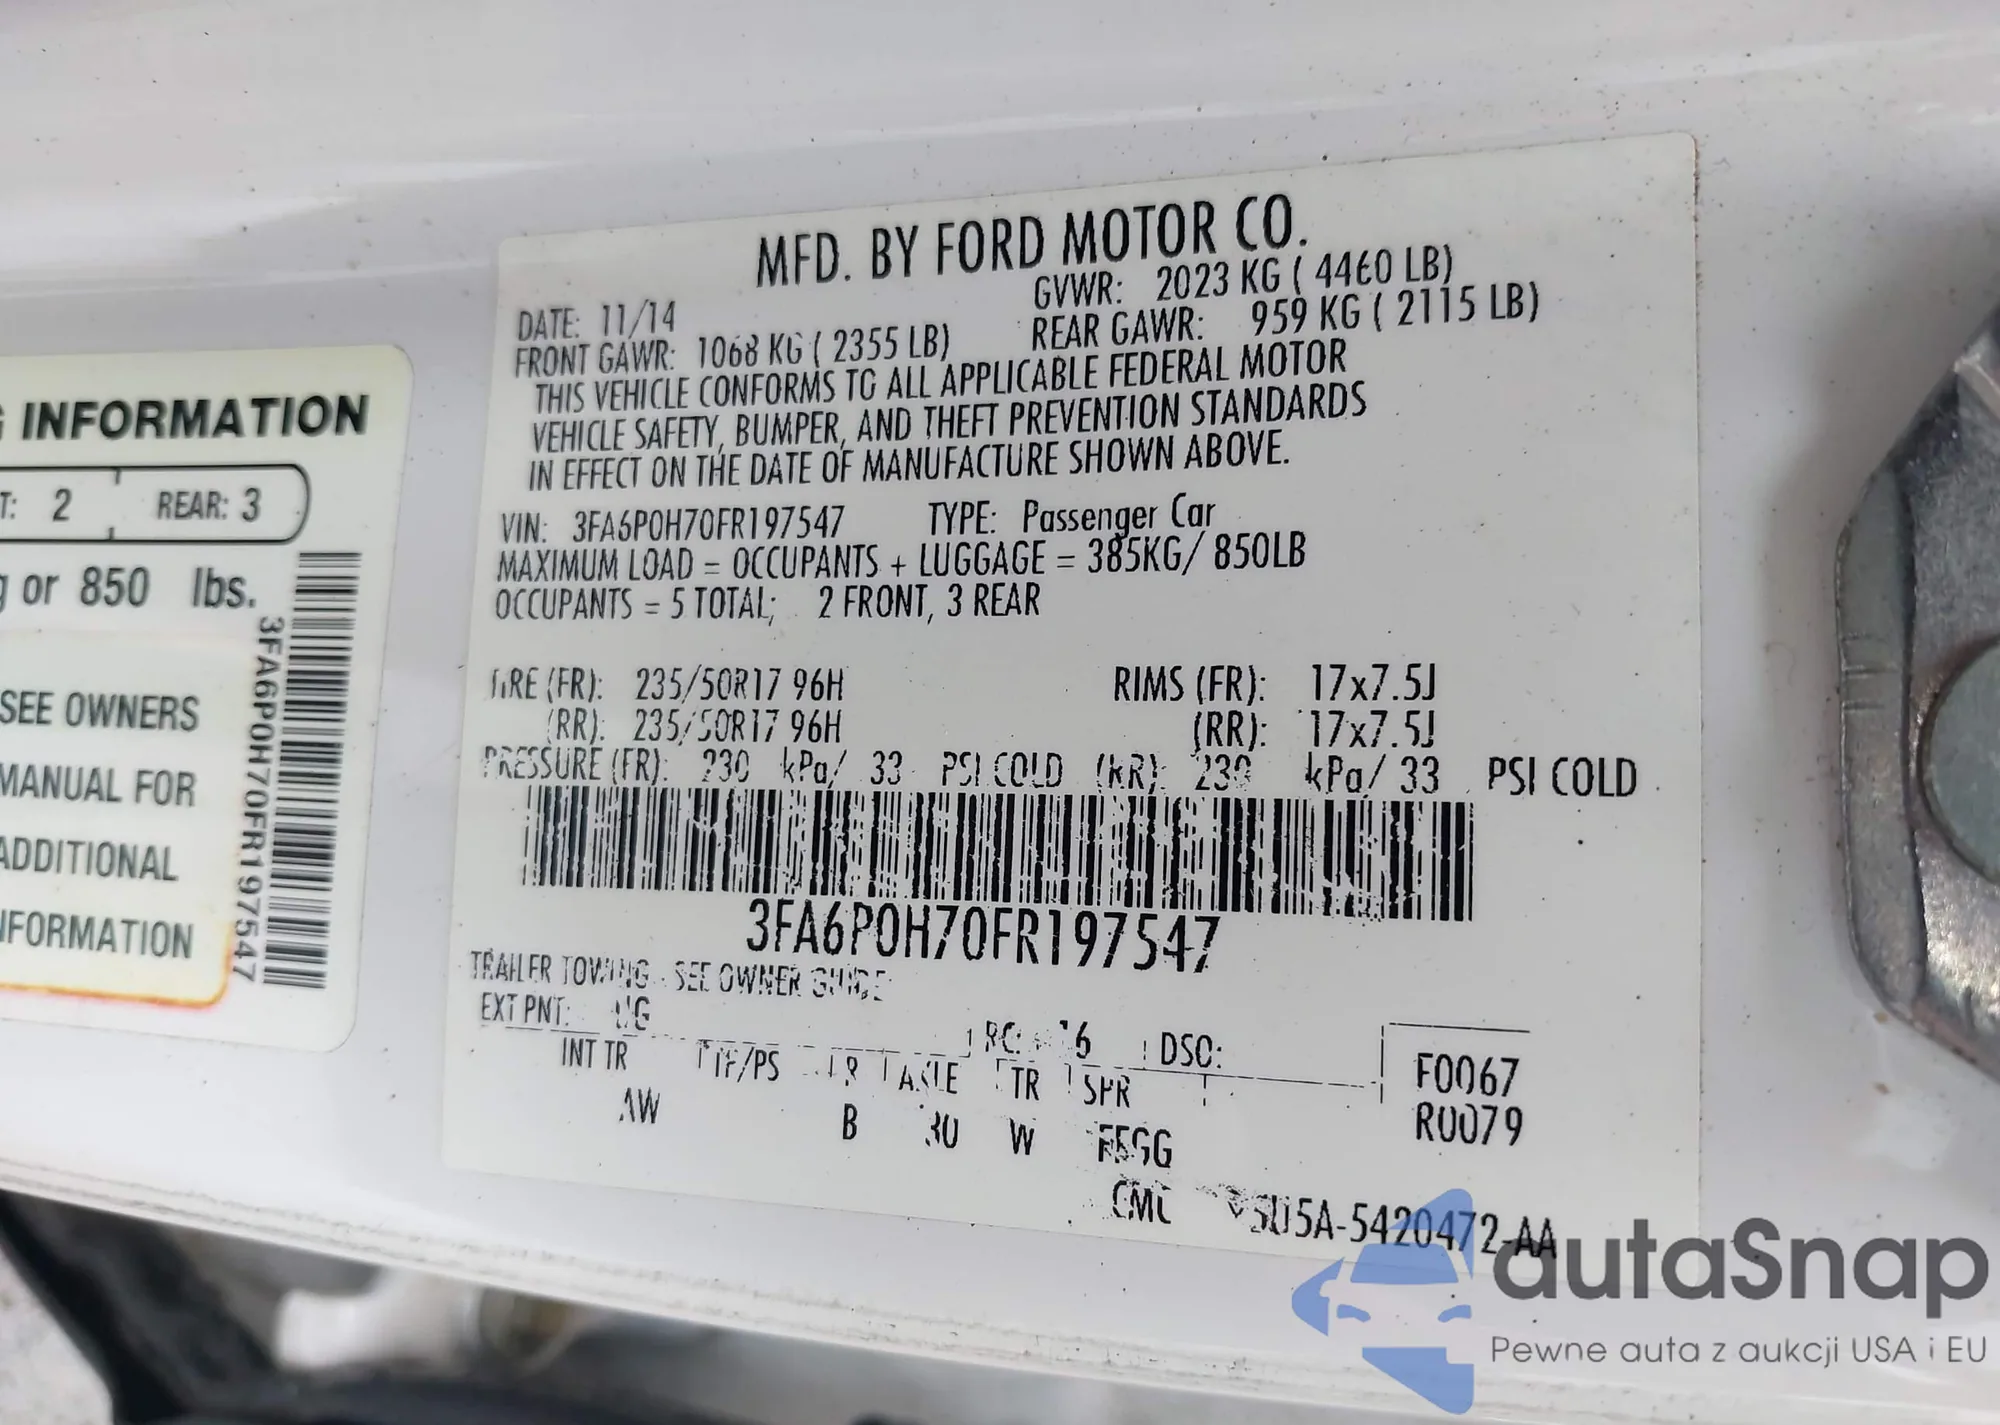 INFORMATION
2 REAR: 3
or 850 lbs.
SEE OWNERS
MANUAL FOR
ADDITIONAL
INFORMATION
3FA6P0H70FR197547
MFD. BY FORD MOTOR CO.
DATE: 11/14 GVWR: 2023 KG ( 4460 LB)
FRONT GAWR: 1068 KG ( 2355 LB) REAR GAWR: 959 KG ( 2115 LB)
THIS VEHICLE CONFORMS TO ALL APPLICABLE FEDERAL MOTOR
VEHICLE SAFETY, BUMPER, AND THEFT PREVENTION STANDARDS
IN EFFECT ON THE DATE OF MANUFACTURE SHOWN ABOVE.
VIN: 3FA6P0H70FR197547 TYPE: Passenger Car
MAXIMUM LOAD = OCCUPANTS + LUGGAGE = 385KG/ 850LB
OCCUPANTS = 5 TOTAL; 2 FRONT, 3 REAR
TIRE (FR): 235/50R17 96H RIMS (FR): 17x7.5J
(RR): 235/50R17 96H (RR): 17x7.5J
PRESSURE (FR): 230 kPa/ 33 PSI COLD (RR): 230 kPa/ 33 PSI COLD
3FA6P0H70FR197547
TRAILER TOWING - SEE OWNER GUIDE
EXT PNT: DSO: F0067
INT TR TP/PS R AXLE TR SPR R0079
AW B W
5U5A-5420472-AA
autaSnap
Pewne auta z aukcji USA i EU